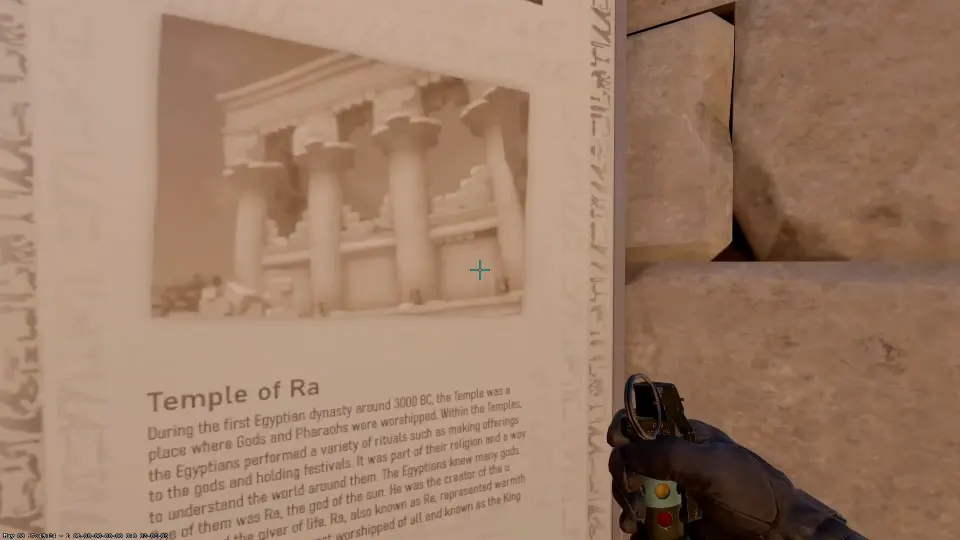 Temple of Ra
During the first Egyptian dynasty around 3000 BC, the Temple was a
place where Gods and Pharaohs were worshipped. Within the Temples,
the Egyptians performed a variety of rituals such as making offerings
to the gods and holding festivals. It was part of their religion and a way
to understand the world around them. The Egyptians knew many gods
of them was Ra, the god of the sun. He was the creator of the u
the giver of life. Ra, also known as Re, represented warmth
worshipped of all and known as the King